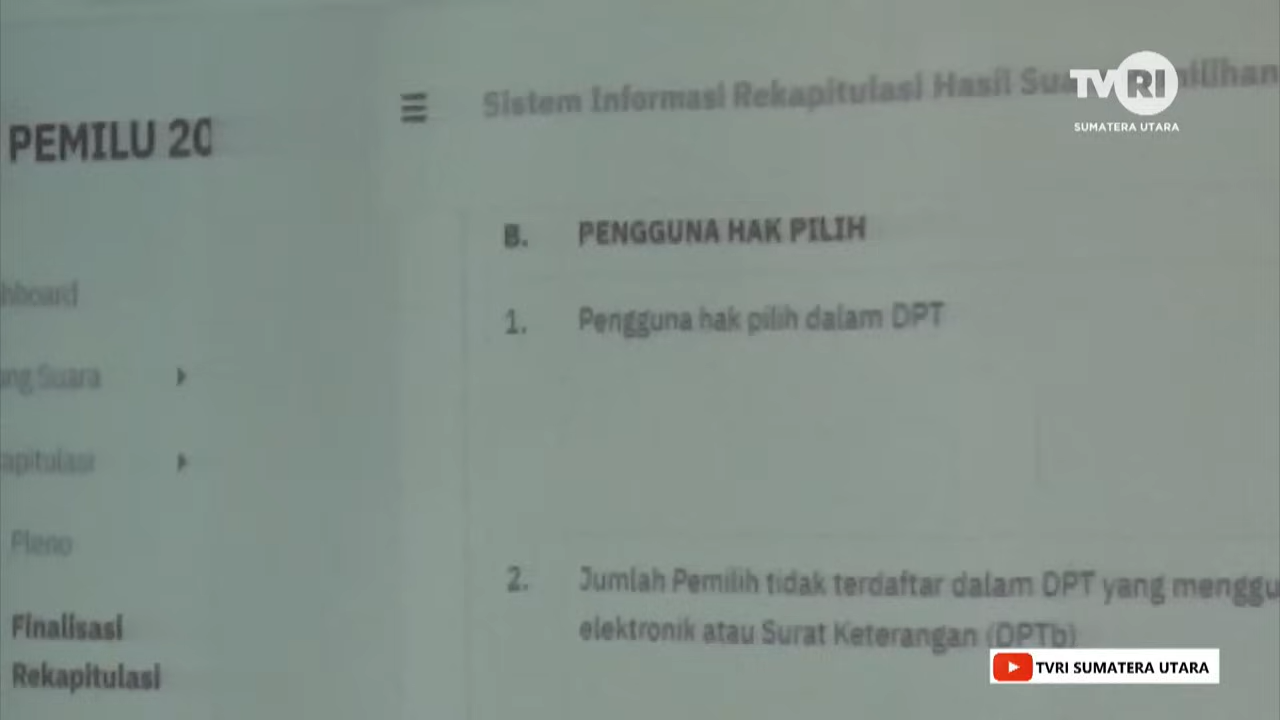 TVRI
SUMATERA UTARA
Sistem Informasi Rekapitulasi Hasil
PEMILU 20
B. PENGGUNA HAK PILIH
1. Pengguna hak pilih dalam DPT
Pleno
2. Jumlah Pemilih tidak terdaftar dalam DPT yang menggu
elektronik atau Surat Keterangan (DPTb)
Finalisasi
Rekapitulasi
TVRI SUMATERA UTARA